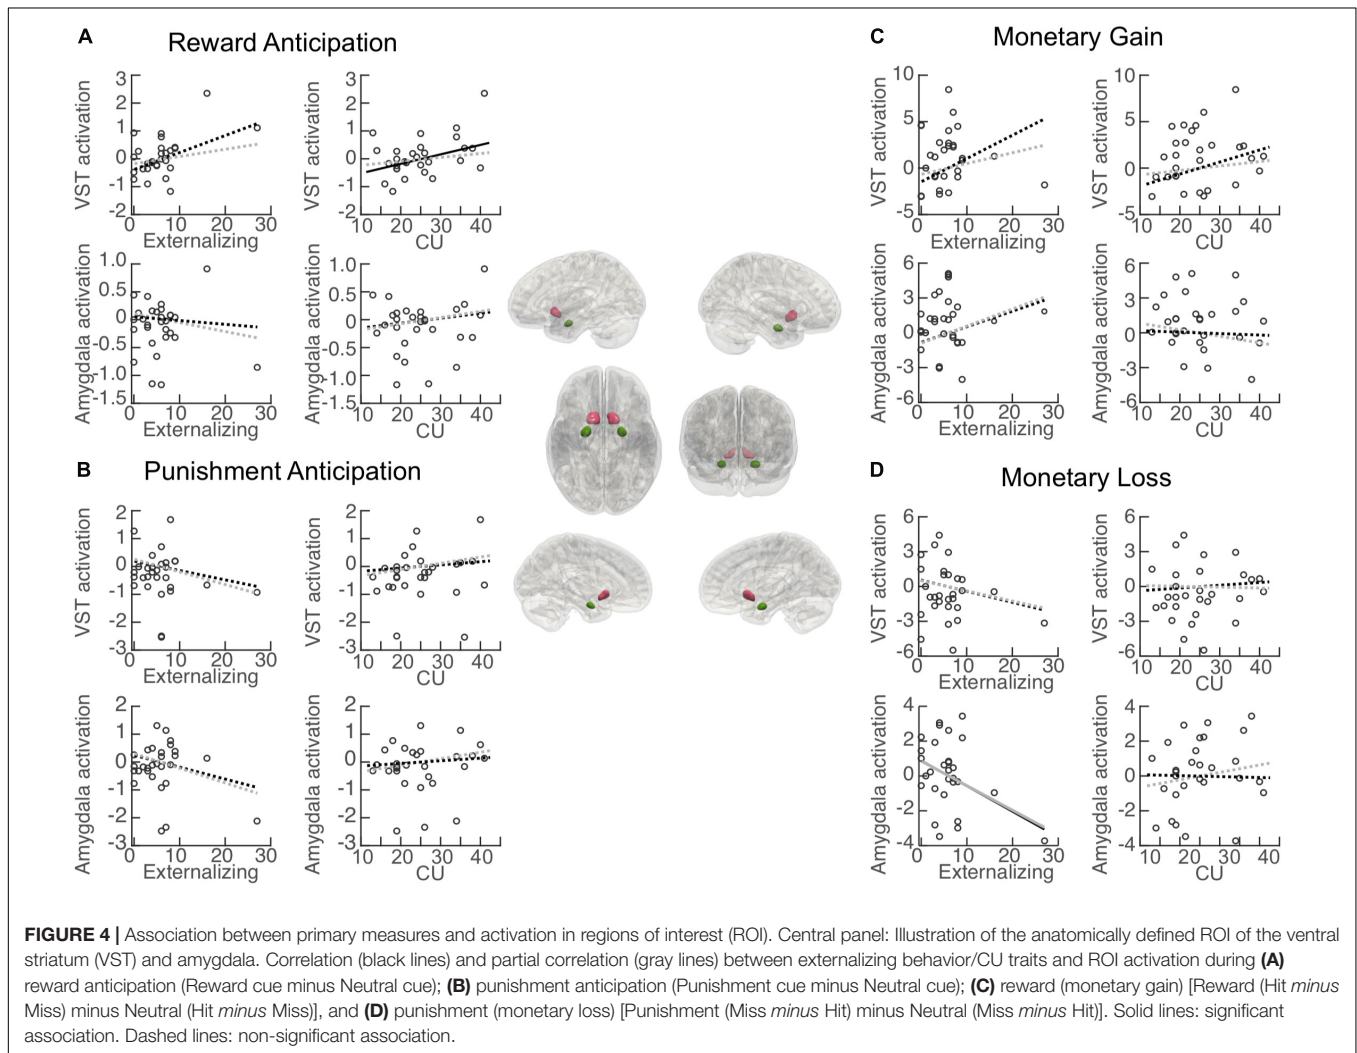 A
Reward Anticipation
3
2
1
0
-1
-2
VST activation
0 10 20 30
Externalizing
3
2
1
0
-1
-2
VST activation
10 20 30 40
CU
1.0
0.5
0
-0.5
-1.0
-1.5
Amygdala activation
0 10 20 30
Externalizing
1.0
0.5
0
-0.5
-1.0
-1.5
Amygdala activation
10 20 30 40
CU
B
Punishment Anticipation
2
1
0
-1
-2
-3
VST activation
0 10 20 30
Externalizing
2
1
0
-1
-2
-3
VST activation
10 20 30 40
CU
2
1
0
-1
-2
-3
Amygdala activation
0 10 20 30
Externalizing
2
1
0
-1
-2
-3
Amygdala activation
10 20 30 40
CU
C
Monetary Gain
10
5
0
-5
VST activation
0 10 20 30
Externalizing
10
5
0
-5
VST activation
10 20 30 40
CU
6
3
0
-3
-6
Amygdala activation
0 10 20 30
Externalizing
6
3
0
-3
-6
Amygdala activation
10 20 30 40
CU
D
Monetary Loss
6
3
0
-3
-6
VST activation
0 10 20 30
Externalizing
6
3
0
-3
-6
VST activation
10 20 30 40
CU
4
2
0
-2
-4
Amygdala activation
0 10 20 30
Externalizing
4
2
0
-2
-4
Amygdala activation
10 20 30 40
CU
FIGURE 4 | Association between primary measures and activation in regions of interest (ROI). Central panel: Illustration of the anatomically defined ROI of the ventral
striatum (VST) and amygdala. Correlation (black lines) and partial correlation (gray lines) between externalizing behavior/CU traits and ROI activation during (A)
reward anticipation (Reward cue minus Neutral cue); (B) punishment anticipation (Punishment cue minus Neutral cue); (C) reward (monetary gain) [Reward (Hit minus
Miss) minus Neutral (Hit minus Miss)], and (D) punishment (monetary loss) [Punishment (Miss minus Hit) minus Neutral (Miss minus Hit)]. Solid lines: significant
association. Dashed lines: non-significant association.